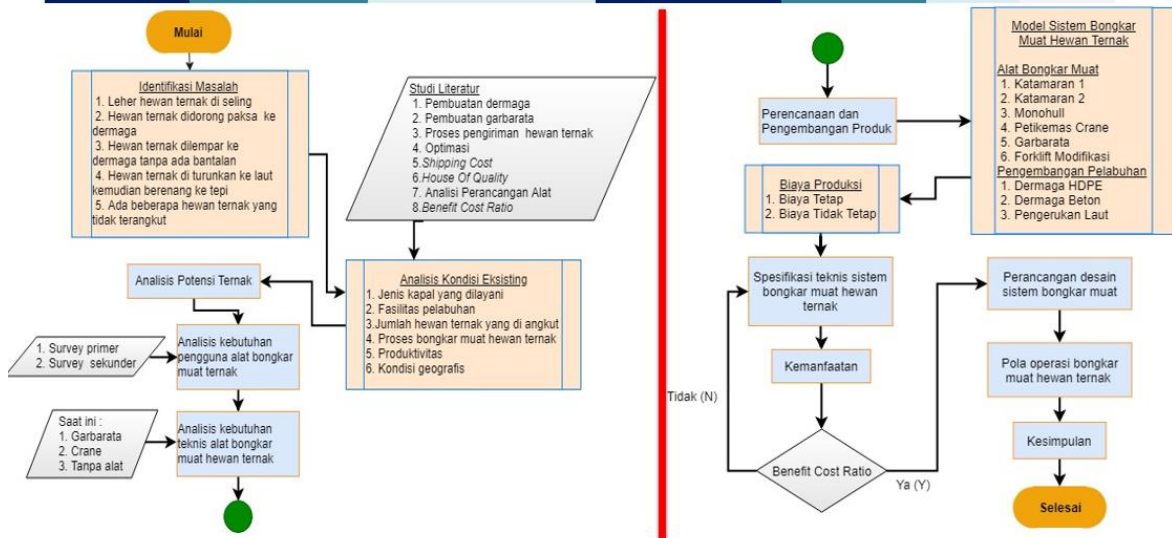 Mulai
Identifikasi Masalah
1. Leher hewan ternak di seling
2. Hewan ternak didorong paksa ke
dermaga
3. Hewan ternak dilempar ke
dermaga tanpa ada bantalan
4. Hewan ternak di turunkan ke laut
kemudian berenang ke tepi
5. Ada beberapa hewan ternak yang
tidak terangkut
Studi Literatur
1. Pembuatan dermaga
2. Pembuatan garbarata
3. Proses pengiriman hewan ternak
4. Optimasi
5. Shipping Cost
6. House Of Quality
7. Analisi Perancangan Alat
8. Benefit Cost Ratio
Analisis Kondisi Eksisting
1. Jenis kapal yang dilayani
2. Fasilitas pelabuhan
3.Jumlah hewan ternak yang di angkut
4. Proses bongkar muat hewan ternak
5. Produktivitas
6. Kondisi geografis
Analisis Potensi Ternak
1. Survey primer
2. Survey sekunder
Analisis kebutuhan
pengguna alat bongkar
muat ternak
Saat ini :
1. Garbarata
2. Crane
3. Tanpa alat
Analisis kebutuhan
teknis alat bongkar
muat hewan ternak
Perencanaan dan
Pengembangan Produk
Model Sistem Bongkar
Muat Hewan Ternak
Alat Bongkar Muat
1. Katamaran 1
2. Katamaran 2
3. Monohull
4. Petikemas Crane
5. Garbarata
6. Forklift Modifikasi
Pengembangan Pelabuhan
1. Dermaga HDPE
2. Dermaga Beton
3. Pengerukan Laut
Biaya Produksi
1. Biaya Tetap
2. Biaya Tidak Tetap
Spesifikasi teknis sistem
bongkar muat hewan
ternak
Kemanfaatan
Tidak (N)
Benefit Cost Ratio
Ya (Y)
Perancangan desain
sistem bongkar muat
Pola operasi bongkar
muat hewan ternak
Kesimpulan
Selesai